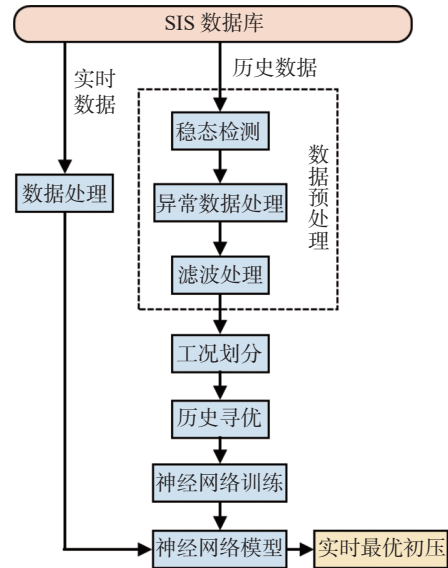 SIS 数据库
实时
数据
历史数据
稳态检测
数据处理
异常数据处理
滤波处理
数据预处理
工况划分
历史寻优
神经网络训练
神经网络模型
实时最优初压